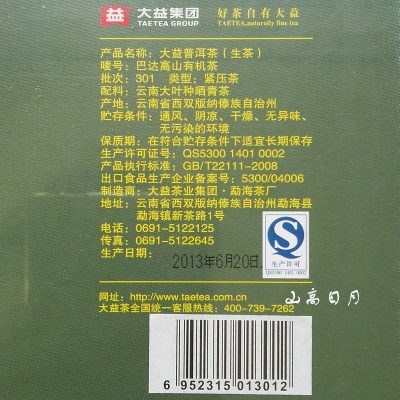 益 大益集团
TAETEA GROUP
好茶自有大益
TAETEA,naturally fine tea
产品名称：大益普洱茶（生茶）
唛号：巴达高山有机茶
批次：301 类型：紧压茶
配料：云南大叶种晒青茶
产地：云南省西双版纳傣族自治州
贮存条件：通风、阴凉、干燥、无异味、
无污染的环境
保质期：在符合贮存条件下适宜长期保存
生产许可证号：QS5300 1401 0002
产品执行标准：GB/T22111-2008
出口食品生产企业备案号：5300/04006
制造商：大益茶业集团·勐海茶厂
地址：云南省西双版纳傣族自治州勐海县
勐海镇新茶路1号
电话：0691-5122125
传真：0691-5122645
生产日期：
2013年6月20日.
生产许可
QS5300 1401 0002
网址：www.taetea.com
大益茶全国统一客服热线：400-739-7262
山高日月
6 952315 013012